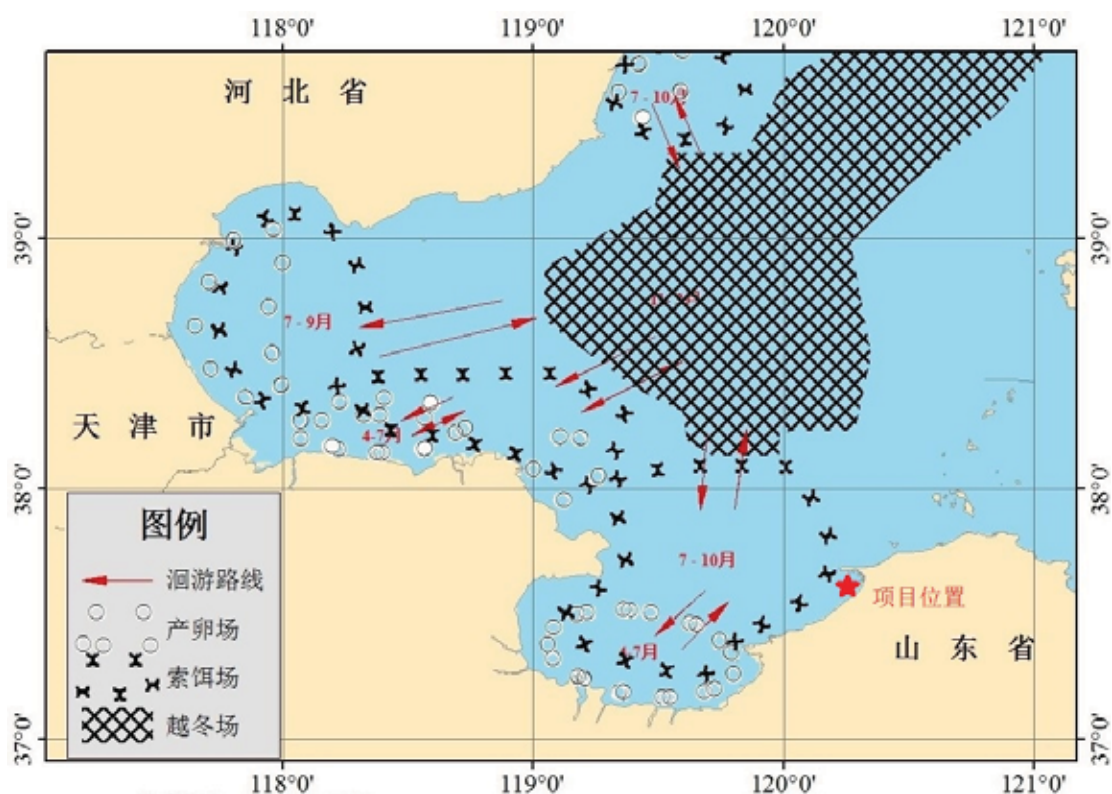 118°0'
119°0'
120°0'
121°0'
河北省
7 - 10月
39°0'
39°0'
7 - 9月
天津市
4-7月
38°0'
38°0'
图例
洄游路线
产卵场
索饵场
越冬场
7 - 10月
项目位置
4-7月
山东省
37°0'
37°0'
118°0'
119°0'
120°0'
121°0'